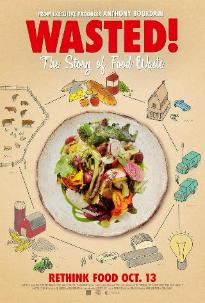 FROM EXECUTIVE PRODUCER ANTHONY BOURDAIN
WASTED!
The Story of Food Waste
RETHINK FOOD OCT. 13